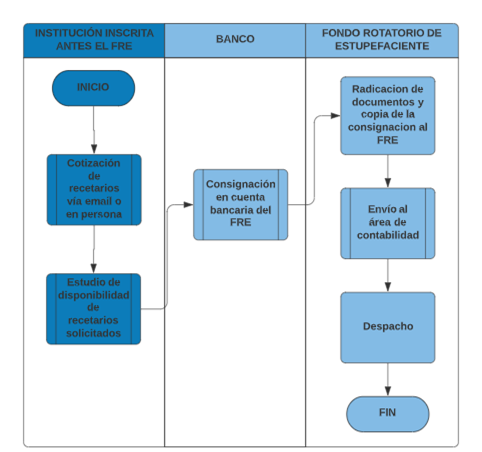 INSTITUCIÓN INSCRITA
ANTES EL FRE
BANCO
FONDO ROTATORIO DE
ESTUPEFACIENTE
INICIO
Cotización
de
recetarios
vía email o
en persona
Estudio de
disponibilidad
de
recetarios
solicitados
Consignación
en cuenta
bancaria del
FRE
Radicacion de
documentos y
copia de la
consignacion al
FRE
Envío al
área de
contabilidad
Despacho
FIN